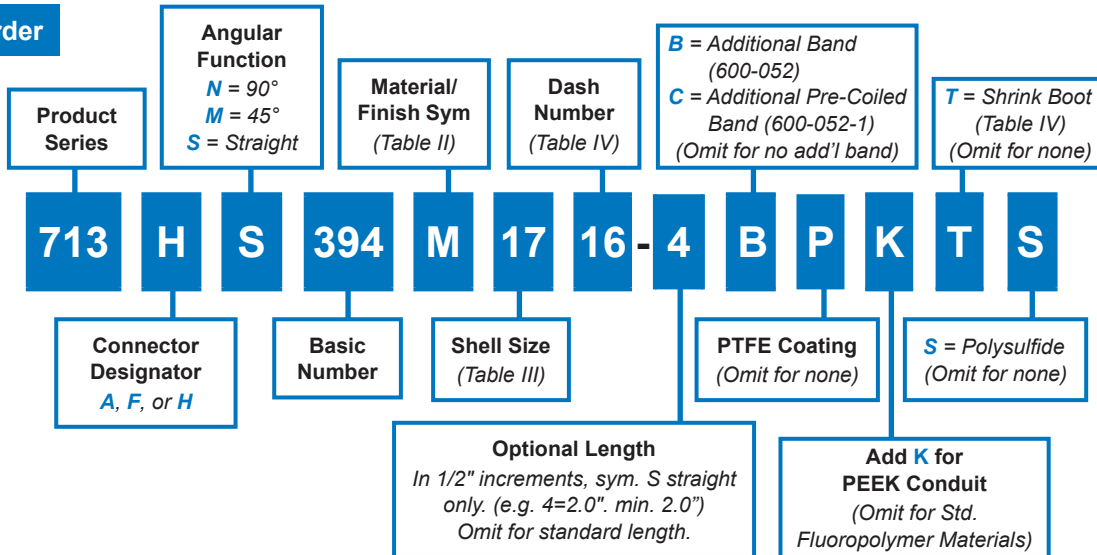 rder
Product
Series
Angular
Function
N = 90°
M = 45°
S = Straight
Material/
Finish Sym
(Table II)
Dash
Number
(Table IV)
B = Additional Band
(600-052)
C = Additional Pre-Coiled
Band (600-052-1)
(Omit for no add'l band)
T = Shrink Boot
(Table IV)
(Omit for none)
713 H S 394 M 17 16 - 4 B P K T S
Connector
Designator
A, F, or H
Basic
Number
Shell Size
(Table III)
PTFE Coating
(Omit for none)
S = Polysulfide
(Omit for none)
Optional Length
In 1/2" increments, sym. S straight
only. (e.g. 4=2.0". min. 2.0”)
Omit for standard length.
Add K for
PEEK Conduit
(Omit for Std.
Fluoropolymer Materials)